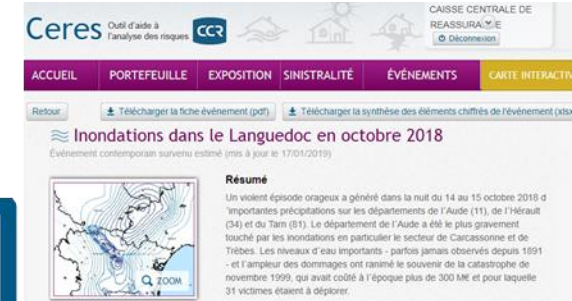 Ceres
Outil d'aide à
l'analyse des risques
CCR
CAISSE CENTRALE DE
REASSURA E
Déconnexion
ACCUEIL PORTEFEUILLE EXPOSITION SINISTRALITÉ ÉVÉNEMENTS CARTE INTERACTIV
Retour Télécharger la fiche événement (pdf) Télécharger la synthèse des éléments chiffrés de l'événement (xlsx
Inondations dans le Languedoc en octobre 2018
Événement contemporain survenu estimé (mis à jour le 17/01/2019)
Résumé
Un violent épisode orageux a généré dans la nuit du 14 au 15 octobre 2018 d
'importantes précipitations sur les départements de l'Aude (11), de l'Hérault
(34) et du Tarn (81). Le département de l'Aude a été le plus gravement
touché par les inondations en particulier le secteur de Carcassonne et de
Trèbes. Les niveaux d'eau importants - parfois jamais observés depuis 1891
- et l'ampleur des dommages ont ranimé le souvenir de la catastrophe de
novembre 1999, qui avait coûté à l'époque plus de 300 M€ et pour laquelle
31 victimes étaient à déplorer.
ZOOM